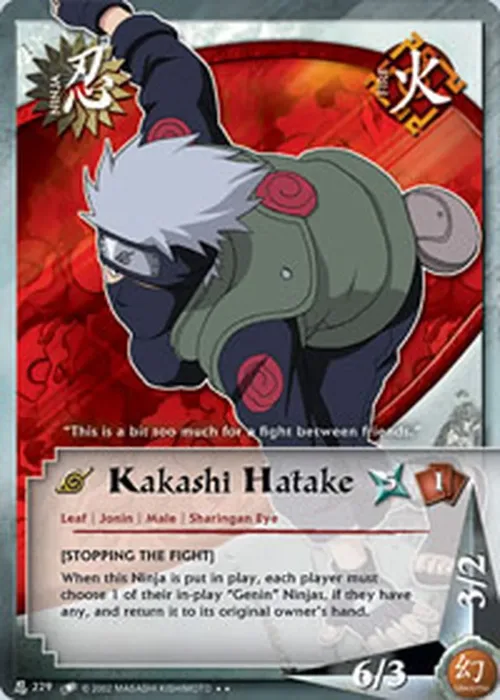 NINJA
忍
FIRE
火
"This is a bit too much for a fight between friends."
Kakashi Hatake 5 1
Leaf | Jonin | Male | Sharingan Eye
[STOPPING THE FIGHT]
When this Ninja is put in play, each player must
choose 1 of their in-play "Genin" Ninjas, if they have
any, and return it to its original owner's hand.
3/2
6/3
幻
229 © 2002 MASASHI KISHIMOTO